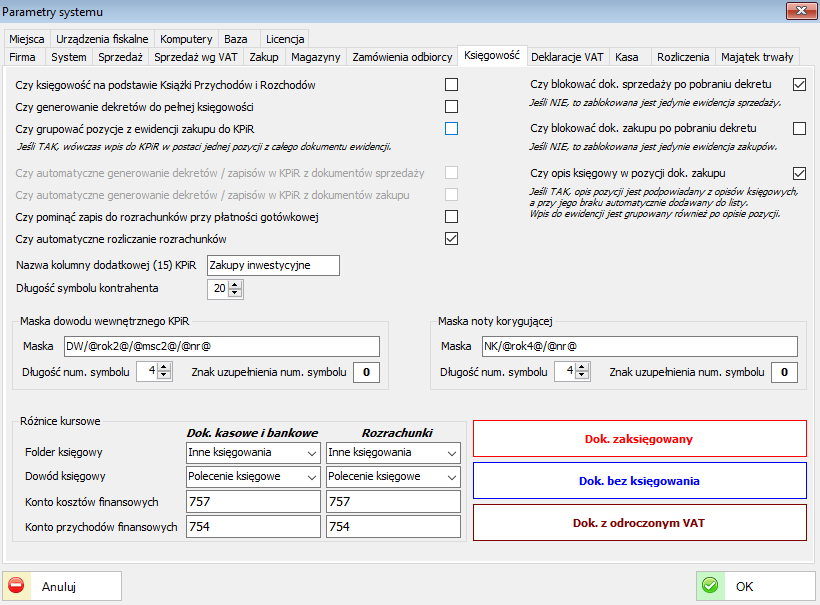 Parametry systemu
Miejsca Urządzenia fiskalne Komputery Baza Licencja
Firma System Sprzedaż Sprzedaż wg VAT Zakup Magazyny Zamówienia odbiorcy Księgowość Deklaracje VAT Kasa Rozliczenia Majątek trwały
Czy księgowość na podstawie Książki Przychodów i Rozchodów
Czy generowanie dekretów do pełnej księgowości
Czy grupować pozycje z ewidencji zakupu do KPiR
Jeśli TAK, wówczas wpis do KPiR w postaci jednej pozycji z całego dokumentu ewidencji.
Czy automatyczne generowanie dekretów / zapisów w KPiR z dokumentów sprzedaży
Czy automatyczne generowanie dekretów / zapisów w KPiR z dokumentów zakupu
Czy pominąć zapis do rozrachunków przy płatności gotówkowej
Czy automatyczne rozliczanie rozrachunków
Nazwa kolumny dodatkowej (15) KPiR Zakupy inwestycyjne
Długość symbolu kontrahenta 20
Czy blokować dok. sprzedaży po pobraniu dekretu
Jeśli NIE, to zablokowana jest jedynie ewidencja sprzedaży.
Czy blokować dok. zakupu po pobraniu dekretu
Jeśli NIE, to zablokowana jest jedynie ewidencja zakupów.
Czy opis księgowy w pozycji dok. zakupu
Jeśli TAK, opis pozycji jest podpowiadany z opisów księgowych,
a przy jego braku automatycznie dodawany do listy.
Wpis do ewidencji jest grupowany również po opisie pozycji.
Maska dowodu wewnętrznego KPiR
Maska DW/@rok2@/@msc2@/@nr@
Długość num. symbolu 4 Znak uzupełnienia num. symbolu 0
Maska noty korygującej
Maska NK/@rok4@/@nr@
Długość num. symbolu 4 Znak uzupełnienia num. symbolu 0
Różnice kursowe
Dok. kasowe i bankowe Rozrachunki
Folder księgowy Inne księgowania Inne księgowania
Dowód księgowy Polecenie księgowe Polecenie księgowe
Konto kosztów finansowych 757 757
Konto przychodów finansowych 754 754
Dok. zaksięgowany
Dok. bez księgowania
Dok. z odroczonym VAT
Anuluj OK